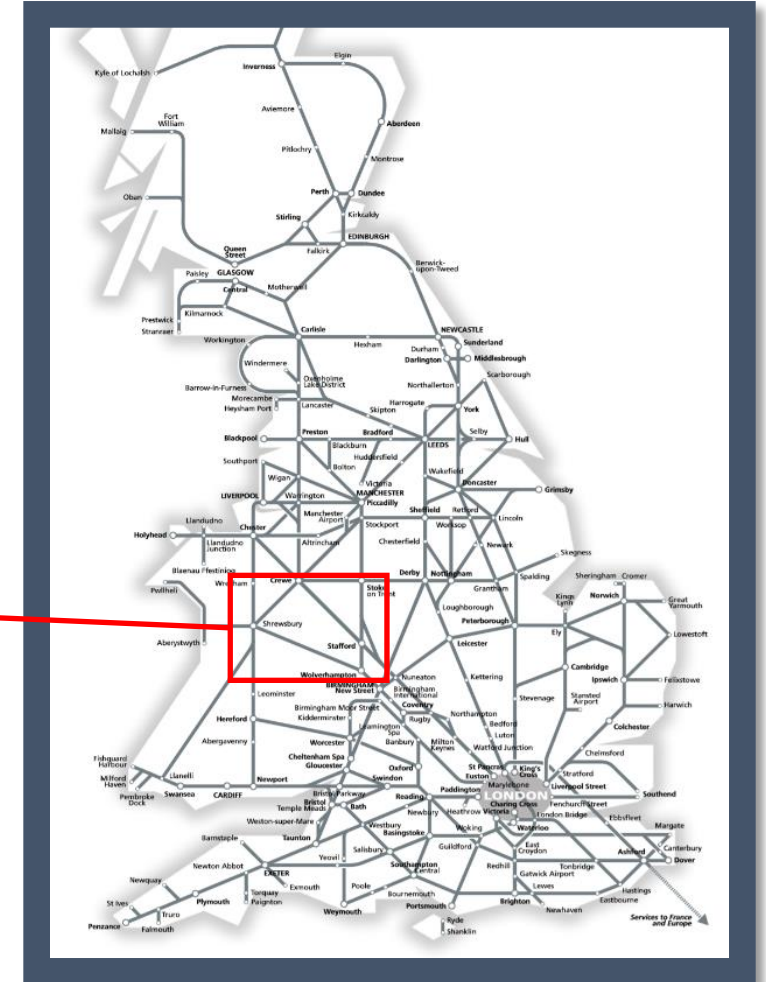 Elgin
Inverness
Kyle of Lochalsh
Aviemore
Fort
William
Mallaig
Aberdeen
Pitlochry
Montrose
Perth
Dundee
Oban
Stirling
Kirkcaldy
EDINBURGH
Queen
Street
Falkirk
Berwick-
upon-Tweed
Paisley
GLASGOW
Central
Motherwell
Prestwick
Kilmarnock
Stranraer
Carlisle
NEWCASTLE
Workington
Hexham
Sunderland
Durham
Darlington
Middlesbrough
Windermere
Scarborough
Oxenholme
Lake District
Northallerton
Barrow-in-Furness
Morecambe
Heysham Port
Lancaster
Harrogate
York
Skipton
Blackpool
Preston
Bradford
Selby
Hull
Blackburn
LEEDS
Huddersfield
Southport
Bolton
Wakefield
Wigan
Victoria
Doncaster
LIVERPOOL
Warrington
MANCHESTER
Piccadilly
Grimsby
Manchester
Airport
Sheffield
Retford
Lincoln
Llandudno
Stockport
Worksop
Holyhead
Chester
Llandudno
Junction
Altrincham
Chesterfield
Newark
Skegness
Blaenau Ffestiniog
Wrexham
Crewe
Stoke
on Trent
Derby
Nottingham
Spalding
Sheringham
Cromer
Grantham
Pwllheli
Kings
Lynn
Norwich
Great
Yarmouth
Loughborough
Shrewsbury
Peterborough
Ely
Lowestoft
Aberystwyth
Stafford
Leicester
Wolverhampton
Nuneaton
Kettering
Cambridge
BIRMINGHAM
New Street
Birmingham
International
Ipswich
Felixstowe
Leominster
Stevenage
Stansted
Airport
Birmingham Moor Street
Coventry
Harwich
Kidderminster
Rugby
Northampton
Hereford
Leamington
Spa
Bedford
Colchester
Abergavenny
Worcester
Banbury
Milton
Keynes
Luton
Watford Junction
Chelmsford
Cheltenham Spa
Gloucester
Oxford
Fishguard
Harbour
St Pancras
Euston
King's
Cross
Stratford
Milford
Haven
Llanelli
Newport
Swindon
Marylebone
Liverpool Street
Pembroke
Dock
Swansea
CARDIFF
Bristol Parkway
Reading
Paddington
LONDON
Southend
Bristol
Temple Meads
Bath
Newbury
Heathrow
Victoria
Charing Cross
Fenchurch Street
London Bridge
Ebbsfleet
Weston-super-Mare
Westbury
Basingstoke
Woking
Waterloo
Margate
Barnstaple
Taunton
Salisbury
Guildford
East
Croydon
Ashford
Canterbury
Dover
Newton Abbot
Yeovil
Southampton
Central
Redhill
Tonbridge
Gatwick Airport
EXETER
Newquay
Exmouth
Poole
Lewes
Hastings
Eastbourne
Torquay
Paignton
Bournemouth
St Ives
Plymouth
Weymouth
Portsmouth
Brighton
Newhaven
Truro
Penzance
Falmouth
Ryde
Shanklin
Services to France
and Europe